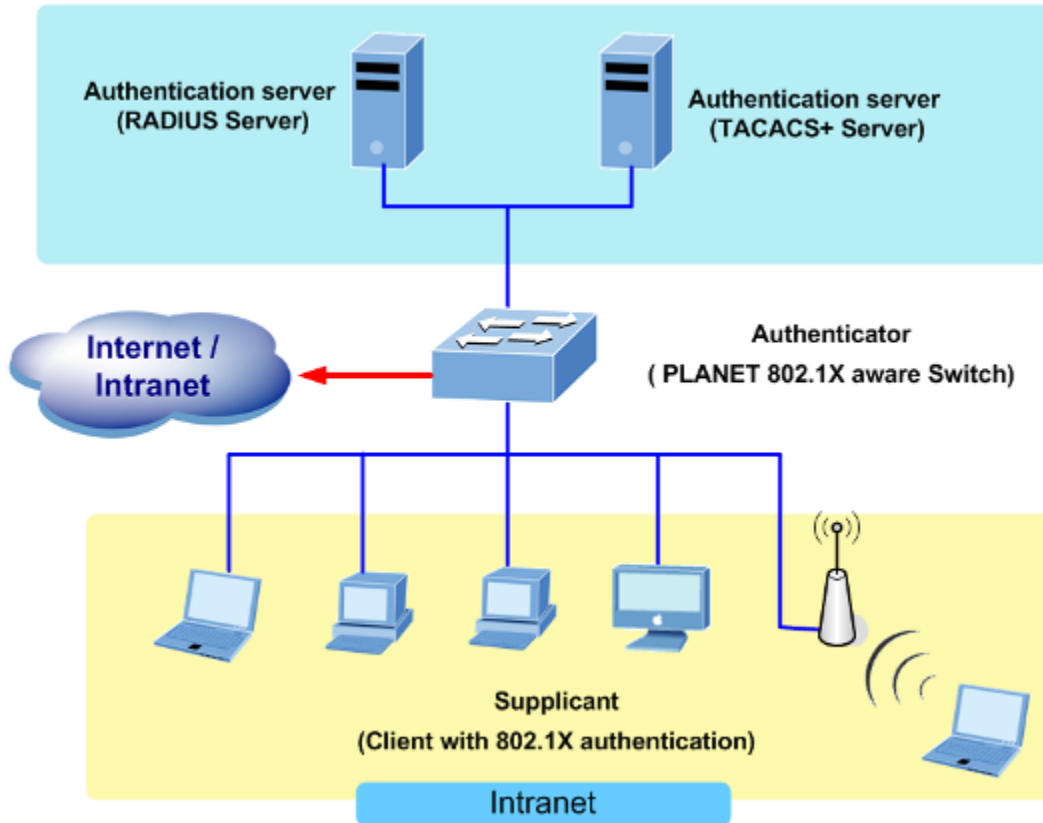 Authentication server
(RADIUS Server)
Authentication server
(TACACS+ Server)
Internet /
Intranet
Authenticator
( PLANET 802.1X aware Switch)
Supplicant
(Client with 802.1X authentication)
Intranet